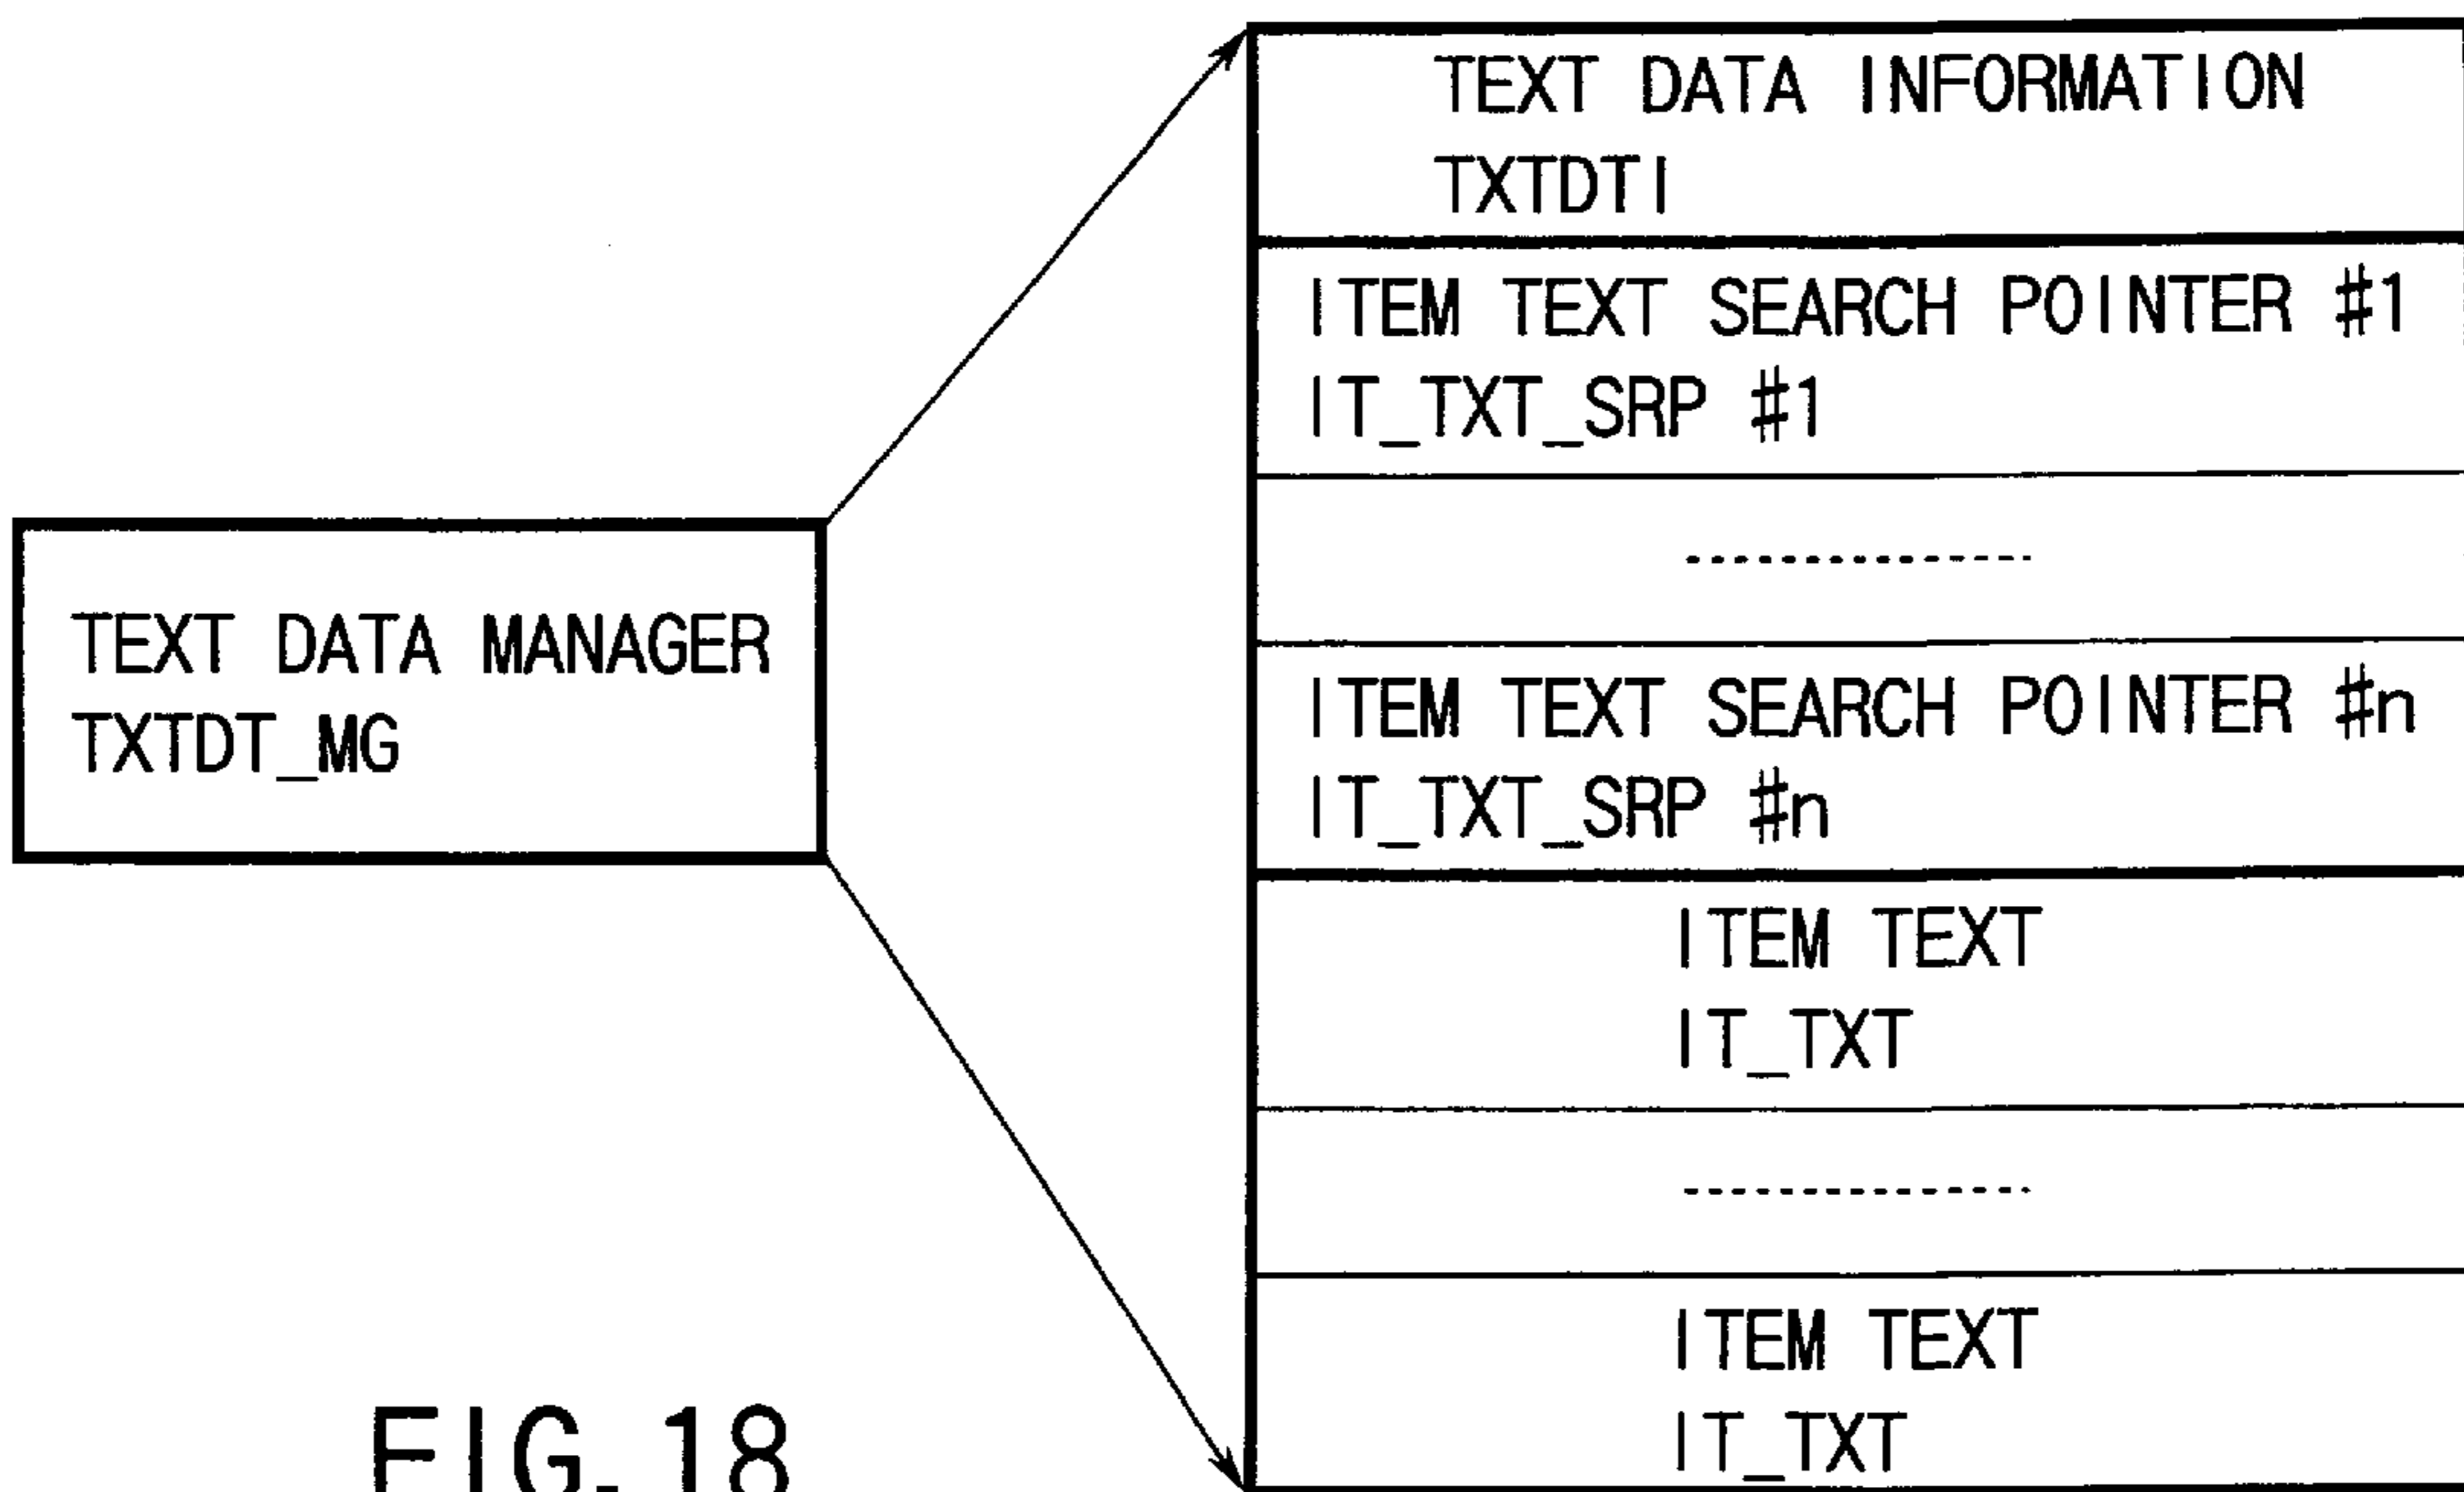 TEXT DATA MANAGER
TXTDT_MG
TEXT DATA INFORMATION
TXTDTI
ITEM TEXT SEARCH POINTER #1
IT_TXT_SRP #1
ITEM TEXT SEARCH POINTER #n
IT_TXT_SRP #n
ITEM TEXT
IT_TXT
ITEM TEXT
IT_TXT
FIG. 18